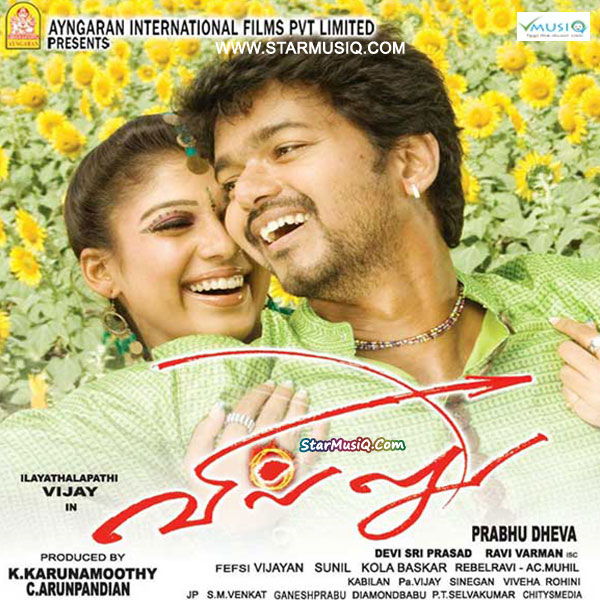 AYNGARAN INTERNATIONAL FILMS PVT LIMITED
PRESENTS
AYNGARAN
WWW.STARMUSIQ.COM
VMUSIQ
StarMusiQ.Com
வில்லு
ILAYATHALAPATHI
VIJAY
IN
PRABHU DHEVA
DEVI SRI PRASAD RAVI VARMAN ISC
PRODUCED BY
K.KARUNAMOOTHY
C.ARUNPANDIAN
FEFSI VIJAYAN SUNIL KOLA BASKAR REBELRAVI - AC.MUHIL
KABILAN Pa.VIJAY SINEGAN VIVEHA ROHINI
JP S.M.VENKAT GANESHPRABU DIAMONDBABU P.T.SELVAKUMAR CHITYSMEDIA